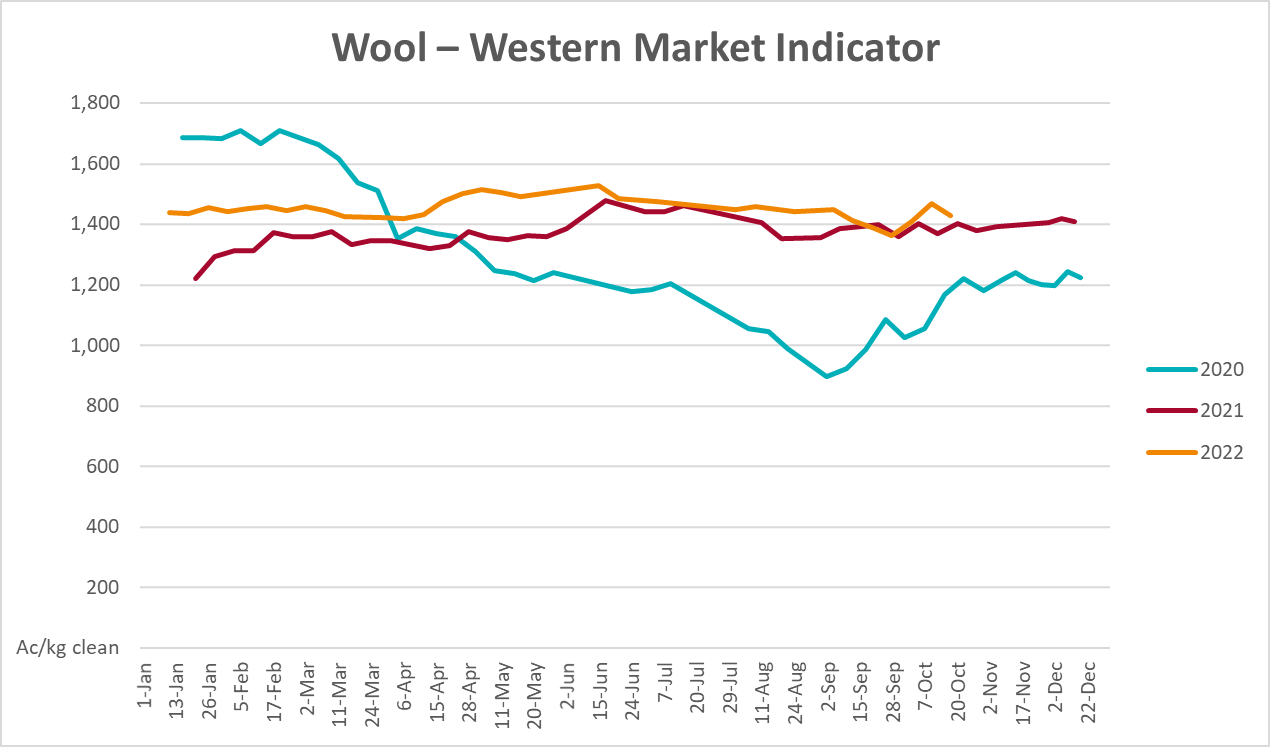 Wool – Western Market Indicator
1,800
1,600
1,400
1,200
1,000
800
600
400
200
Ac/kg clean
1-Jan
13-Jan
26-Jan
5-Feb
17-Feb
2-Mar
11-Mar
24-Mar
6-Apr
15-Apr
28-Apr
11-May
20-May
2-Jun
15-Jun
24-Jun
7-Jul
20-Jul
29-Jul
11-Aug
24-Aug
2-Sep
15-Sep
28-Sep
7-Oct
20-Oct
2-Nov
17-Nov
2-Dec
22-Dec
2020
2021
2022